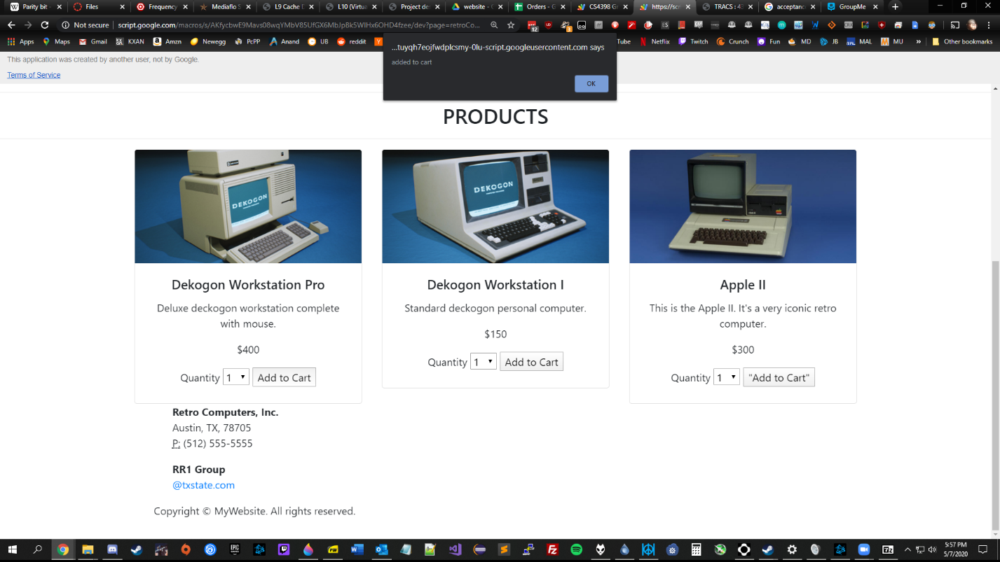 Parity bit -
Files
Frequency
Mediaflo S
L9 Cache D
L10 (Virtua
Project des
website - G
Orders - G
CS4398 Gr
https://scr
TRACS : 43
acceptance
GroupMe
Not secure | script.google.com/macros/s/AKfycbwE9Mavs08wqYMbV85UfGX6MbJpBk5WIHx6OHD4fzee/dev?page=retroCo...
Apps
Maps
Gmail
KXAN
Amzn
Newegg
PcPP
Anand
UB
reddit
Tube
Netflix
Twitch
Crunch
Fun
MD
JB
MAL
MU
»
Other bookmarks
...tuyqh7eojfwdplcsmy-0lu-script.googleusercontent.com says
added to cart
OK
This application was created by another user, not by Google.
Terms of Service
PRODUCTS
DEKOGON
DEKOGON
Dekogon Workstation Pro
Deluxe deckogon workstation complete
with mouse.
$400
Quantity 1 Add to Cart
Dekogon Workstation I
Standard deckogon personal computer.
$150
Quantity 1 Add to Cart
Apple II
This is the Apple II. It's a very iconic retro
computer.
$300
Quantity 1 "Add to Cart"
Retro Computers, Inc.
Austin, TX, 78705
P: (512) 555-5555
RR1 Group
@txstate.com
Copyright © MyWebsite. All rights reserved.
5:57 PM
5/7/2020